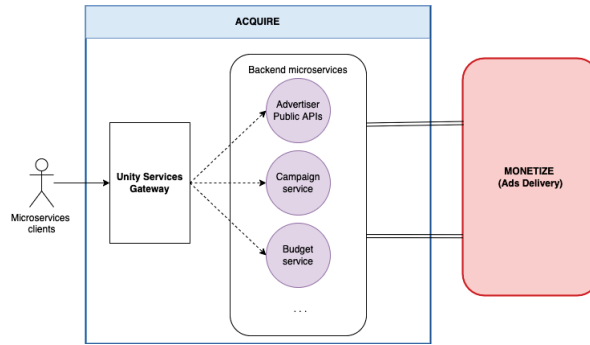 ACQUIRE
Backend microservices
Advertiser
Public APIs
Unity Services
Gateway
Campaign
service
Budget
service
. . .
Microservices
clients
MONETIZE
(Ads Delivery)